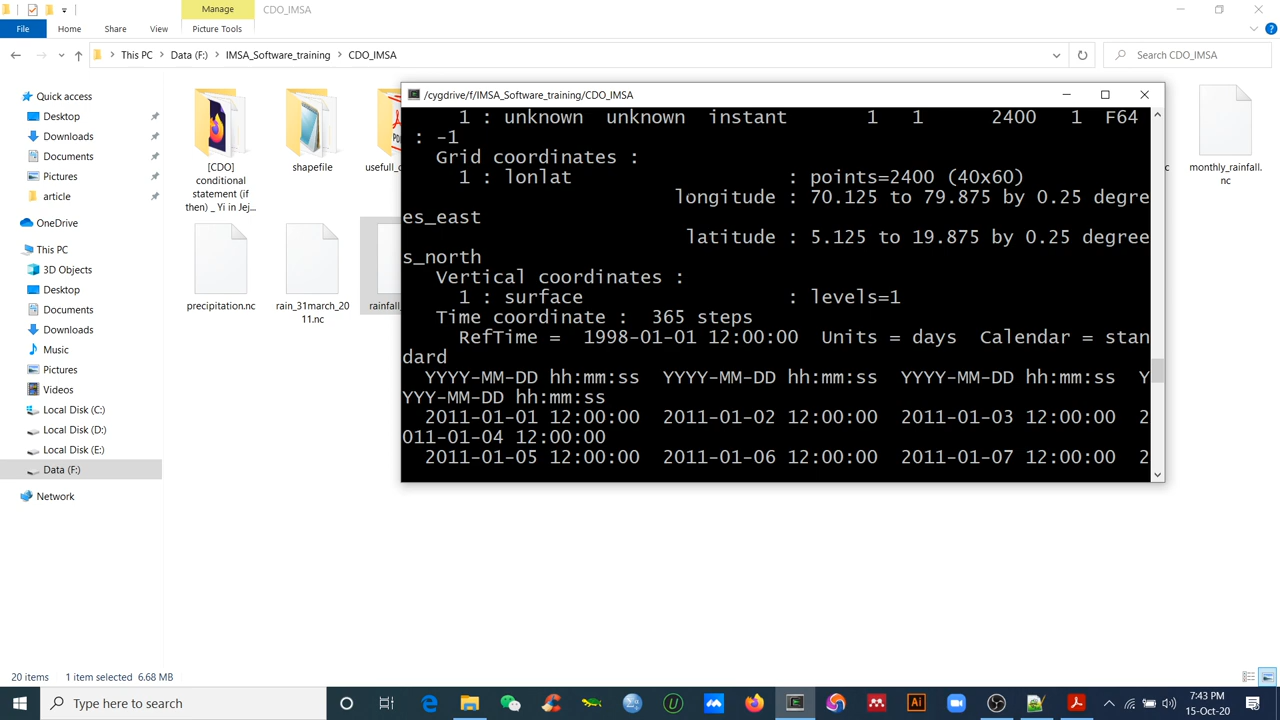 Manage
CDO_IMSA
File
Home
Share
View
Picture Tools
This PC
Data (F:)
IMSA_Software_training
CDO_IMSA
Search CDO_IMSA
Quick access
Desktop
Downloads
Documents
Pictures
article
OneDrive
This PC
3D Objects
Desktop
Documents
Downloads
Music
Pictures
Videos
Local Disk (C:)
Local Disk (D:)
Local Disk (E:)
Data (F:)
Network
[CDO]
conditional
statement (if
then) _ Yi in Jej...
shapefile
usefull_c
monthly_rainfall.
nc
precipitation.nc
rain_31march_20
11.nc
rainfall_
/cygdrive/f/IMSA_Software_training/CDO_IMSA
1 : unknown unknown instant 1 1 2400 1 F64
: -1
Grid coordinates :
1 : lonlat : points=2400 (40x60)
longitude : 70.125 to 79.875 by 0.25 degre
es_east
latitude : 5.125 to 19.875 by 0.25 degree
s_north
Vertical coordinates :
1 : surface : levels=1
Time coordinate : 365 steps
RefTime = 1998-01-01 12:00:00 Units = days Calendar = stan
dard
YYYY-MM-DD hh:mm:ss YYYY-MM-DD hh:mm:ss YYYY-MM-DD hh:mm:ss Y
YYY-MM-DD hh:mm:ss
2011-01-01 12:00:00 2011-01-02 12:00:00 2011-01-03 12:00:00 2
011-01-04 12:00:00
2011-01-05 12:00:00 2011-01-06 12:00:00 2011-01-07 12:00:00 2
20 items 1 item selected 6.68 MB
Type here to search
7:43 PM
15-Oct-20